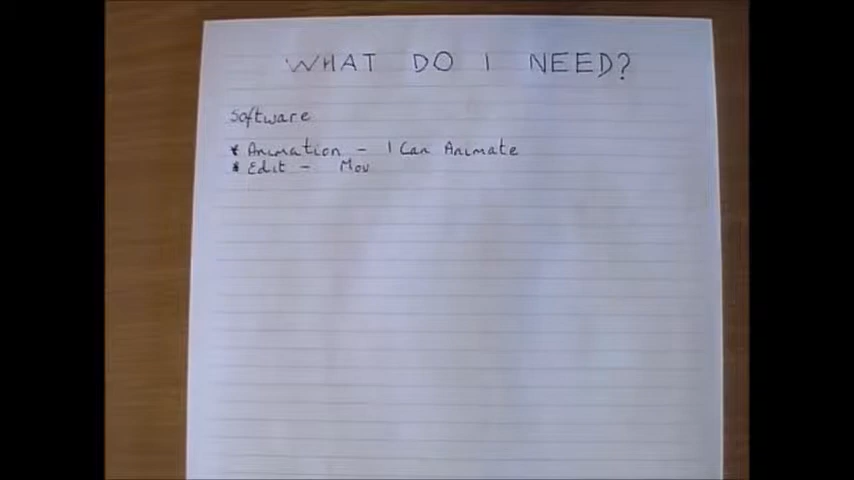 WHAT DO I NEED?
Software
* Animation - I Can Animate
* Edit - Mov